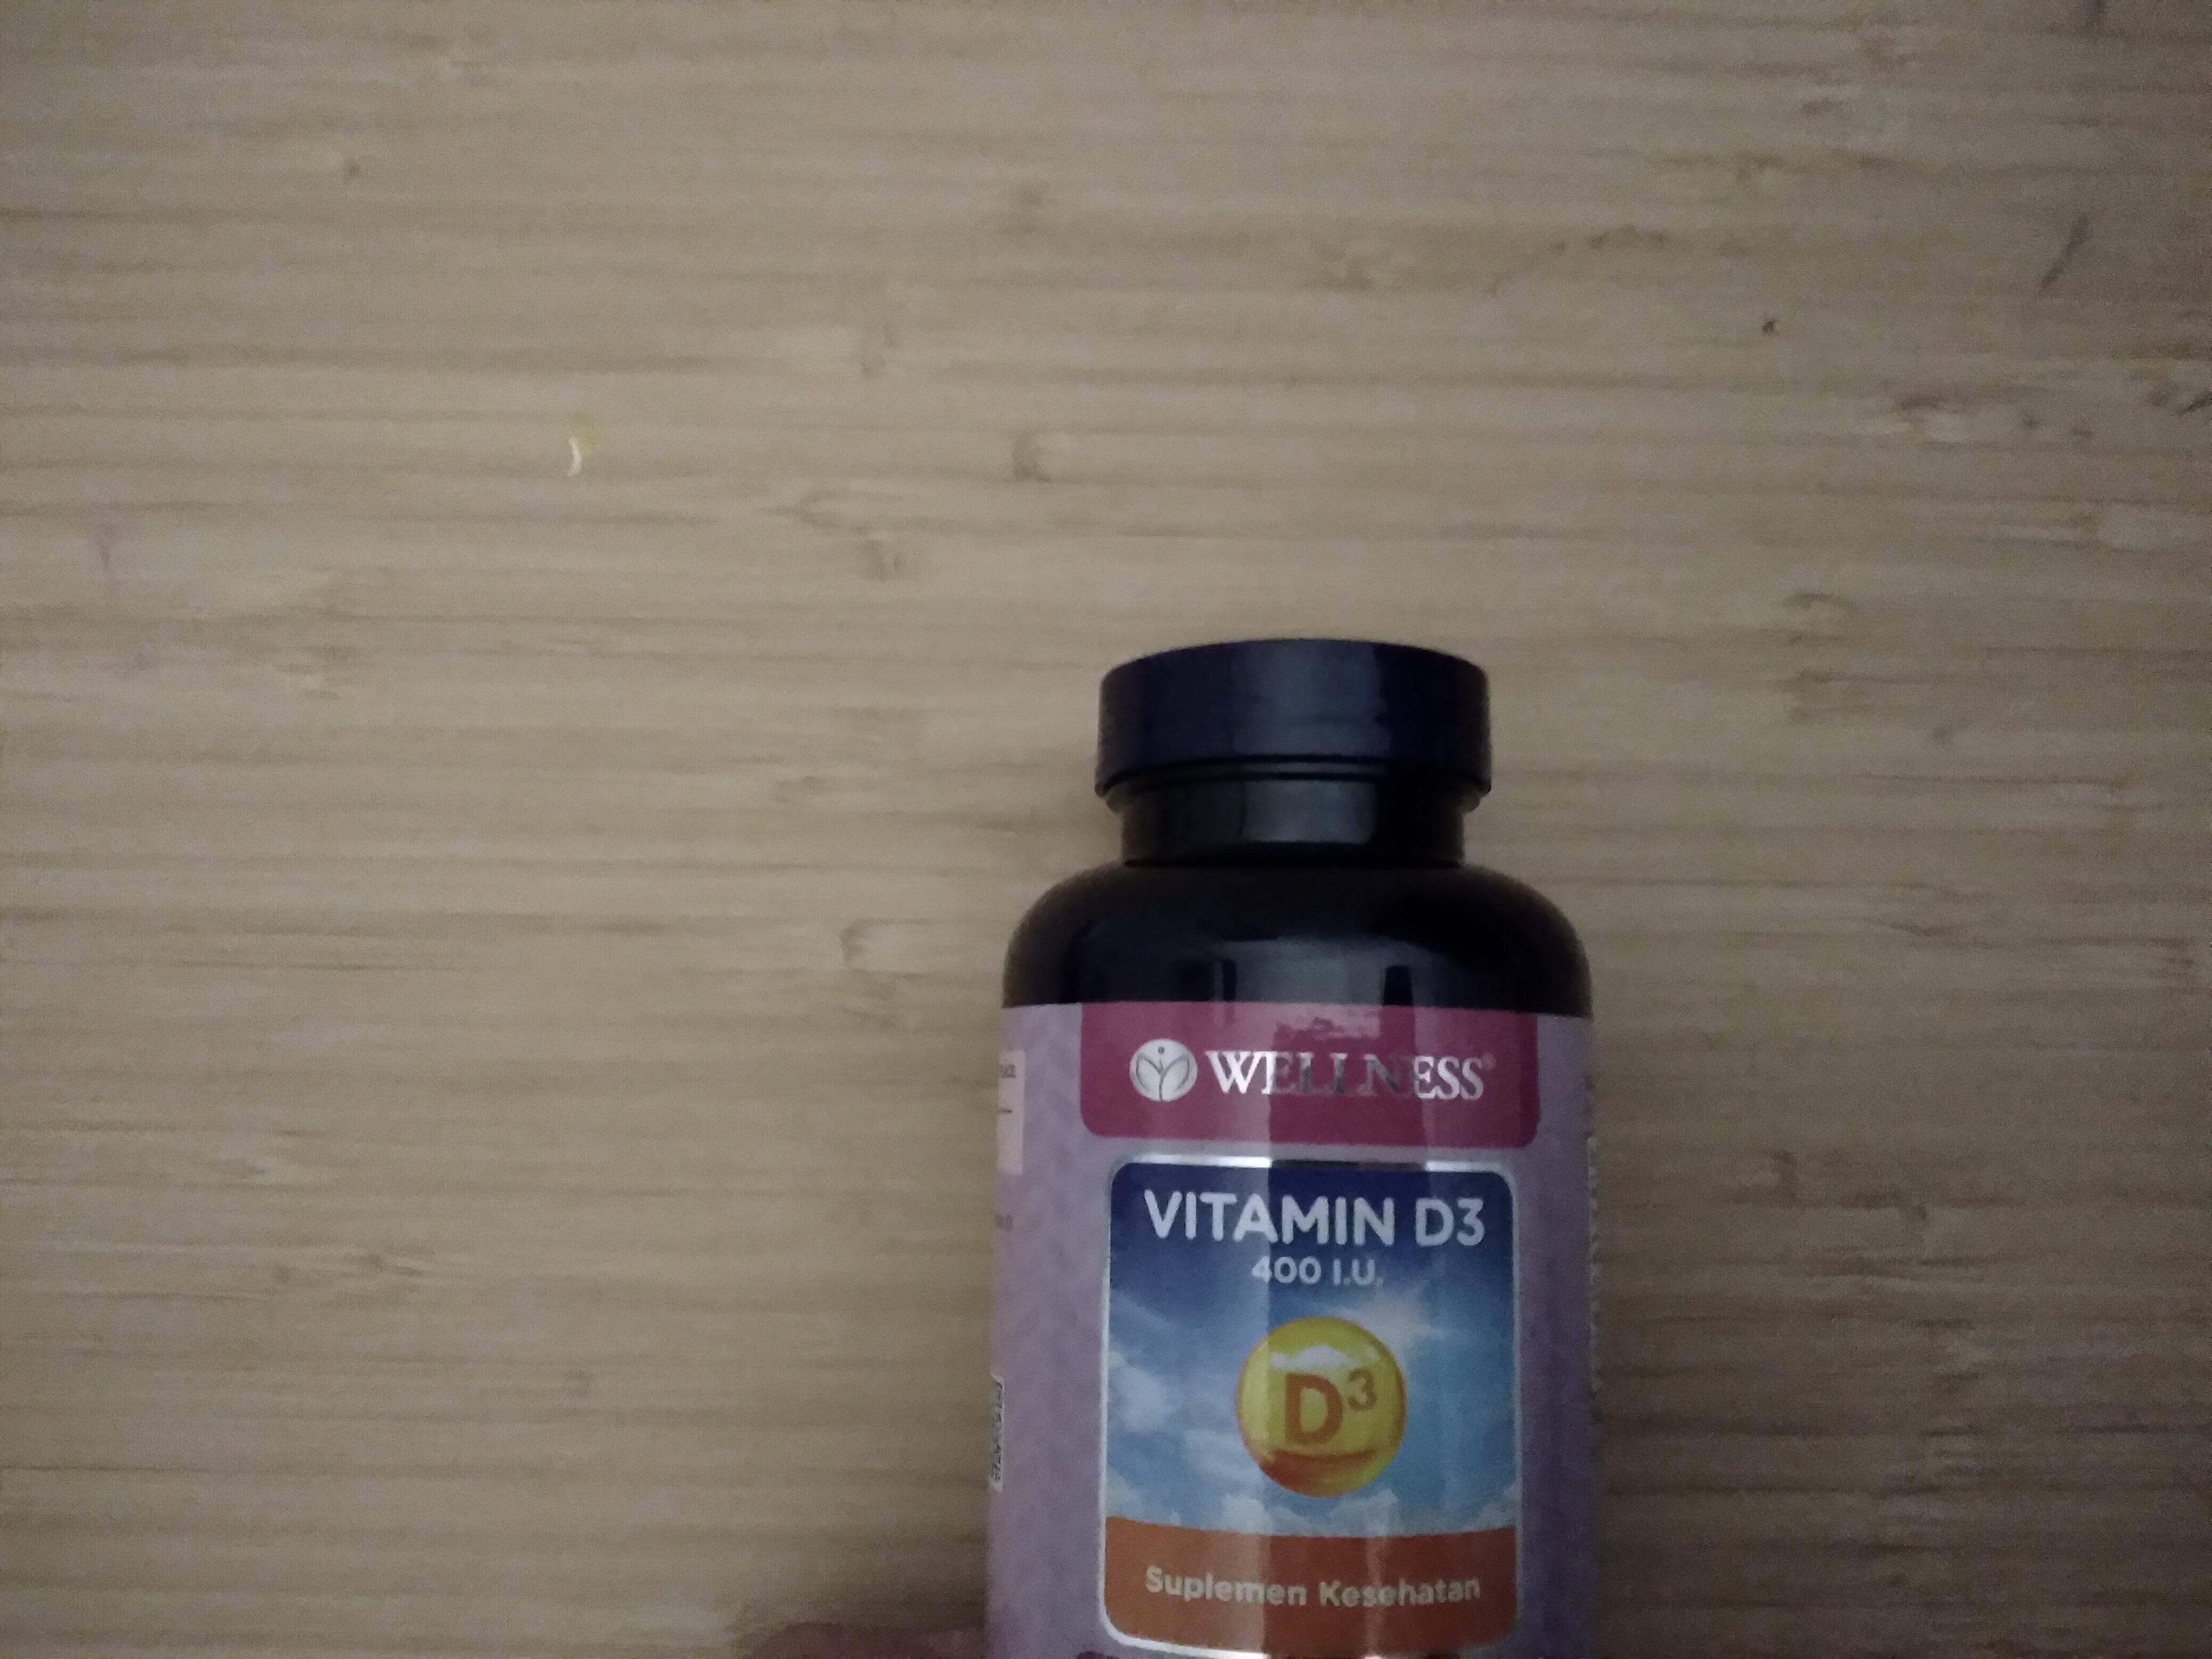 WELLNESS®
VITAMIN D3
400 I.U.
D3
Suplemen Kesehatan